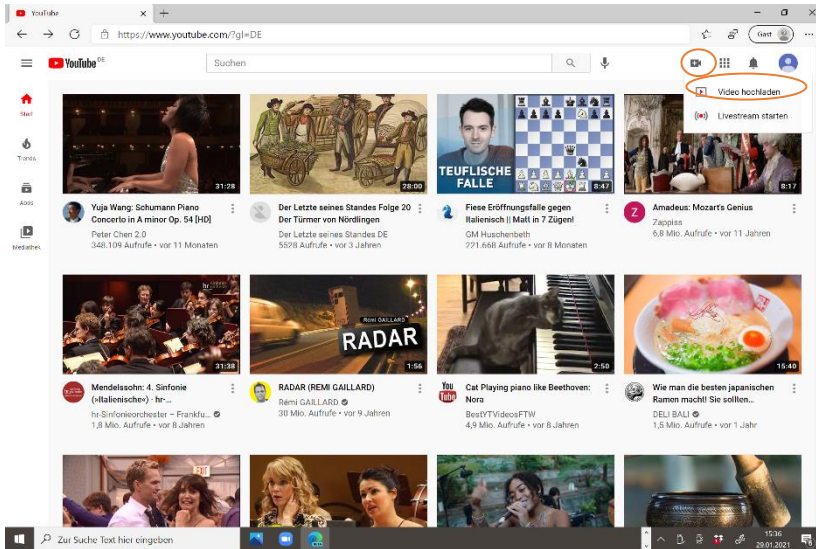 YouTube
https://www.youtube.com/?gl=DE
Gast
YouTube DE
Suchen
Video hochladen
Livestream starten
Start
Trends
Abos
Mediathek
31:28
28:00
TEUFLISCHE
FALLE
8:47
8:17
Yuja Wang: Schumann Piano
Concerto in A minor Op. 54 [HD]
Peter Chen 2.0
348.109 Aufrufe • vor 11 Monaten
Der Letzte seines Standes Folge 20
Der Türmer von Nördlingen
Der Letzte seines Standes DE
5528 Aufrufe • vor 3 Jahren
Fiese Eröffnungsfalle gegen
Italienisch || Matt in 7 Zügen!
GM Huschenbeth
221.668 Aufrufe • vor 8 Monaten
Z
Amadeus: Mozart's Genius
Zappiss
6,8 Mio. Aufrufe • vor 11 Jahren
hr
31:38
Rémi GAILLARD
RADAR
1:56
2:50
15:40
Mendelssohn: 4. Sinfonie
(»Italienische«) ∙ hr-...
hr-Sinfonieorchester – Frankfu...
1,8 Mio. Aufrufe • vor 8 Jahren
RADAR (REMI GAILLARD)
Rémi GAILLARD
30 Mio. Aufrufe • vor 9 Jahren
You
Tube
Cat Playing piano like Beethoven:
Nora
BestYTVideosFTW
4,9 Mio. Aufrufe • vor 8 Jahren
Wie man die besten japanischen
Ramen macht! Sie sollten...
DELI BALI
1,5 Mio. Aufrufe • vor 1 Jahr
EXIT
Zur Suche Text hier eingeben
15:36
29.01.2021